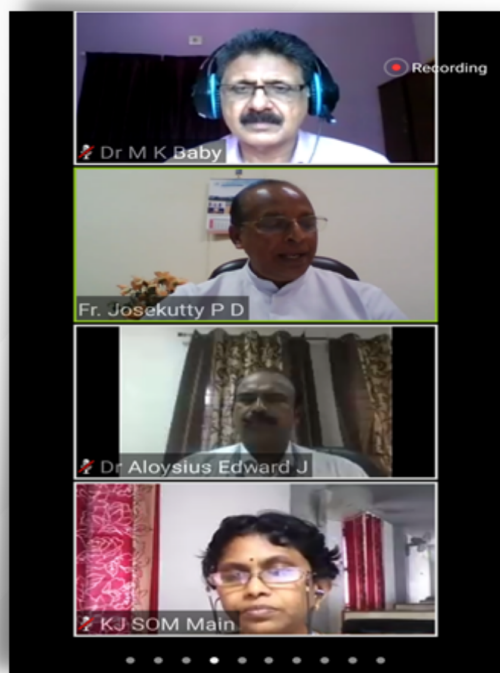 Recording
Dr M K Baby
Fr. Josekutty P D
Dr Aloysius Edward J
KJ SOM Main